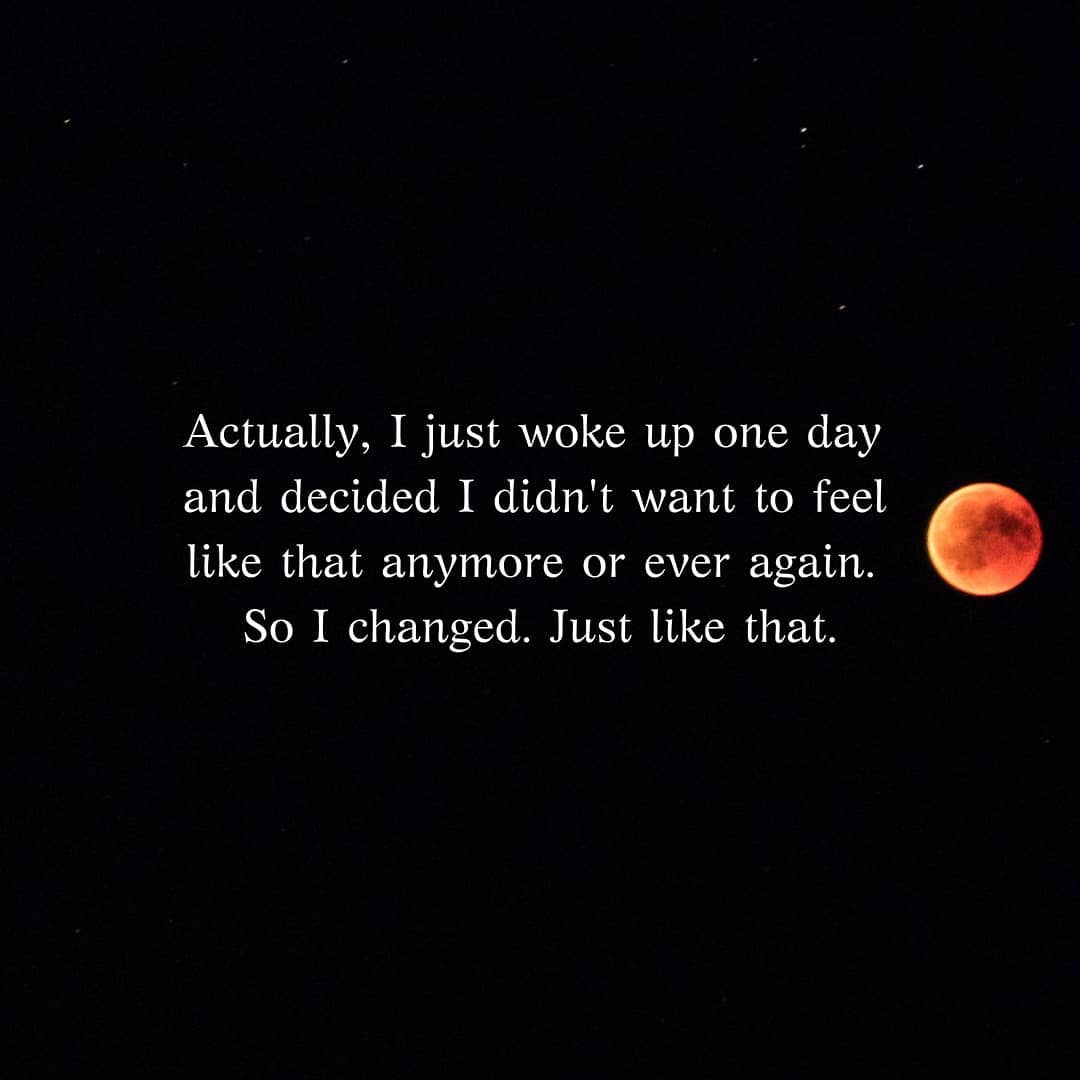 Actually, I just woke up one day
and decided I didn't want to feel
like that anymore or ever again.
So I changed. Just like that.